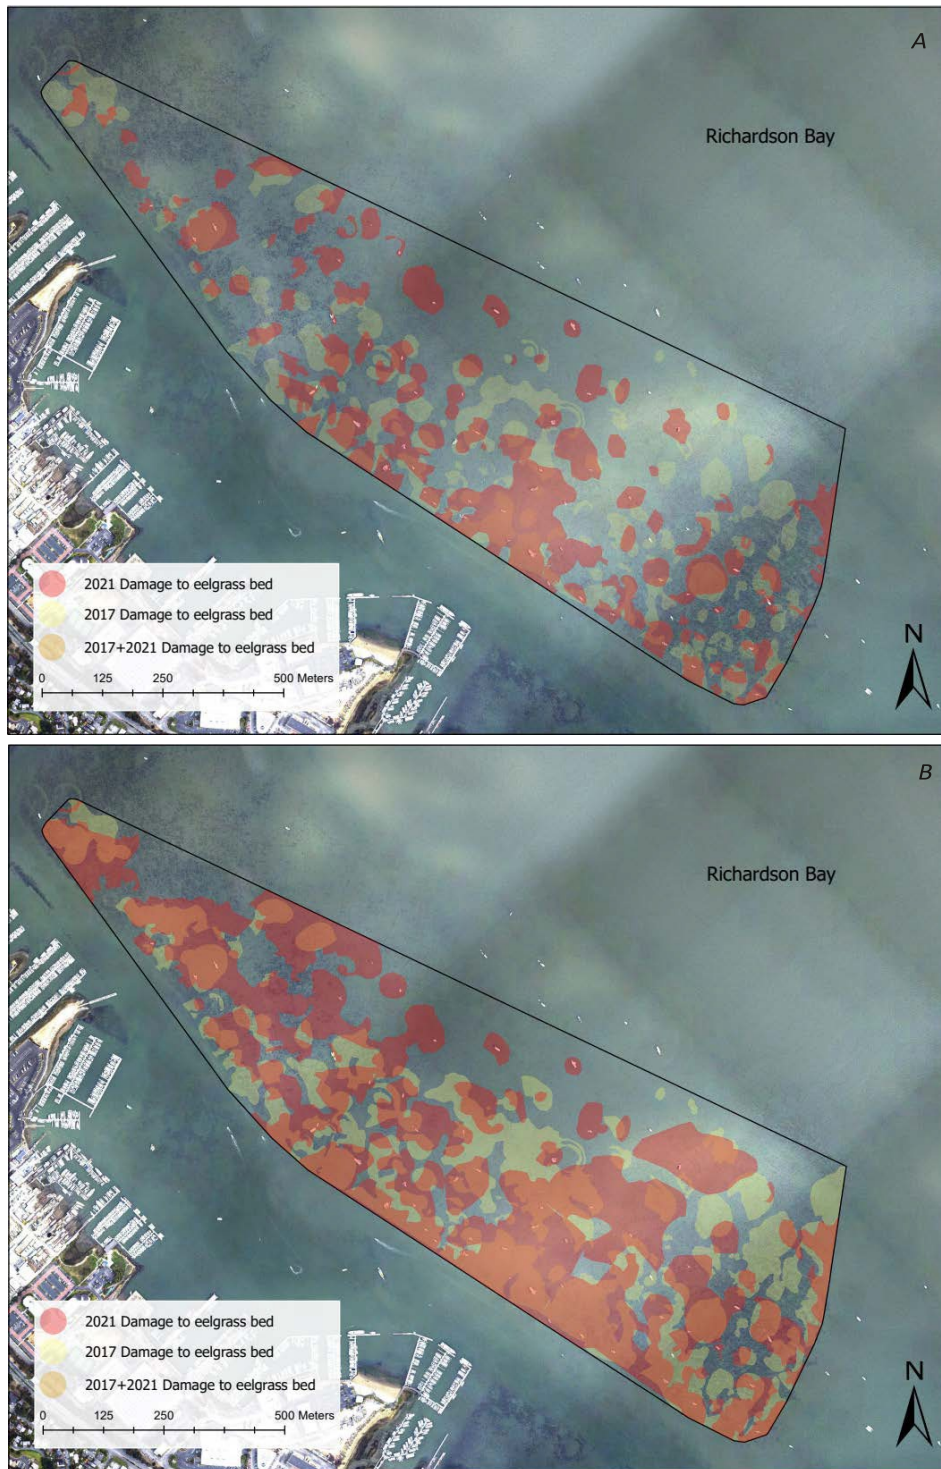 A
Richardson Bay
2021 Damage to eelgrass bed
2017 Damage to eelgrass bed
2017+2021 Damage to eelgrass bed
0 125 250 500 Meters
N
B
Richardson Bay
2021 Damage to eelgrass bed
2017 Damage to eelgrass bed
2017+2021 Damage to eelgrass bed
0 125 250 500 Meters
N